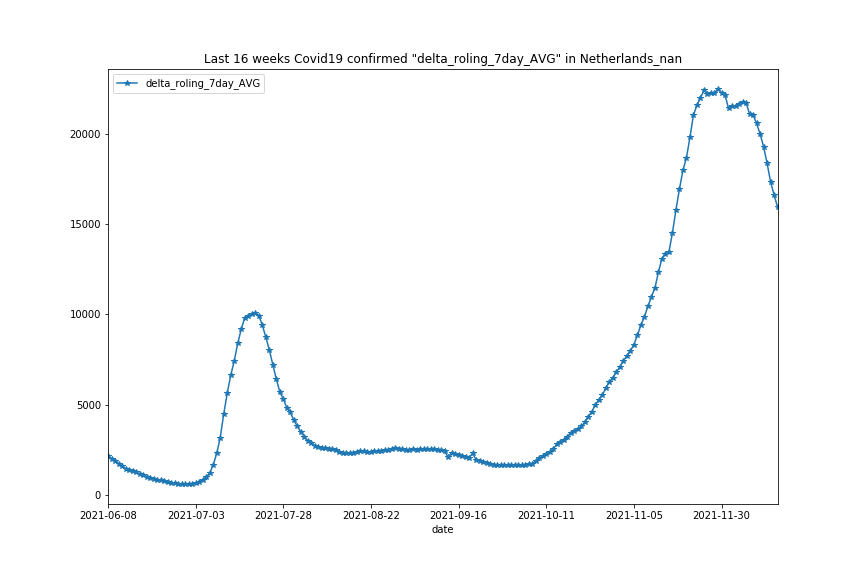 Last 16 weeks Covid19 confirmed "delta_roling_7day_AVG" in Netherlands_nan
delta_roling_7day_AVG
20000
15000
10000
5000
0
2021-06-08 2021-07-03 2021-07-28 2021-08-22 2021-09-16 2021-10-11 2021-11-05 2021-11-30
date